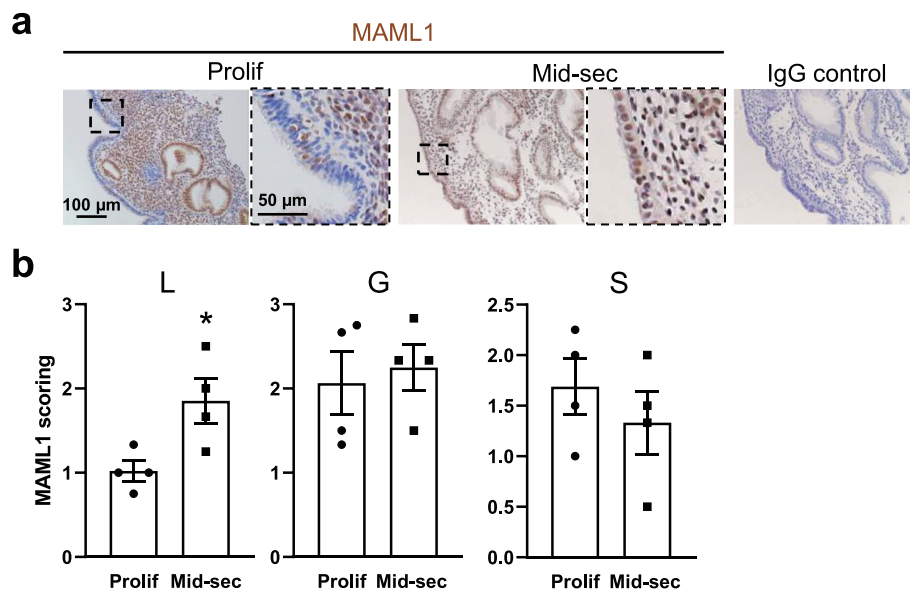 a
MAML1
Prolif
Mid-sec
IgG control
100 µm
50 µm
b
L
G
S
MAML1 scoring
3
2
1
0
*
Prolif Mid-sec
3
2
1
0
Prolif Mid-sec
2.5
2.0
1.5
1.0
0.5
0.0
Prolif Mid-sec